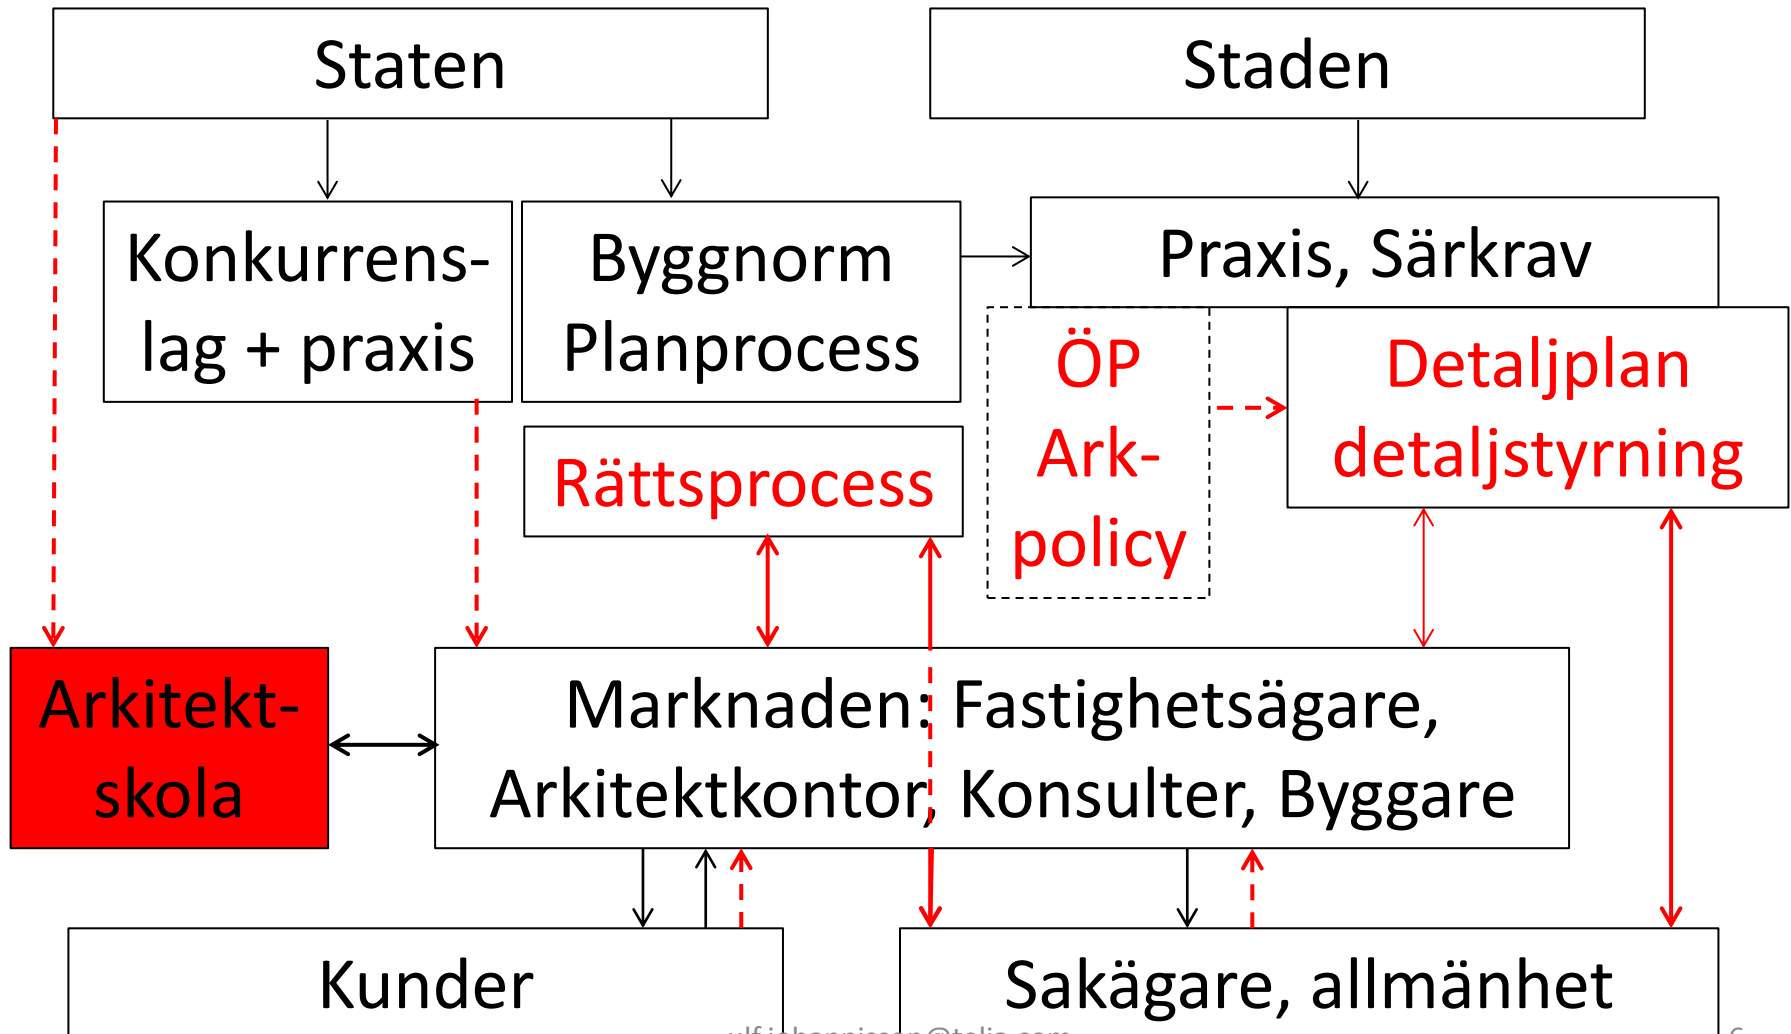 Staten
Staden
Konkurrens-
lag + praxis
Byggnorm
Planprocess
Praxis, Särkrav
ÖP
Ark-
policy
Detaljplan
detaljstyrning
Rättsprocess
Arkitekt-
skola
Marknaden: Fastighetsägare,
Arkitektkontor, Konsulter, Byggare
Kunder
Sakägare, allmänhet